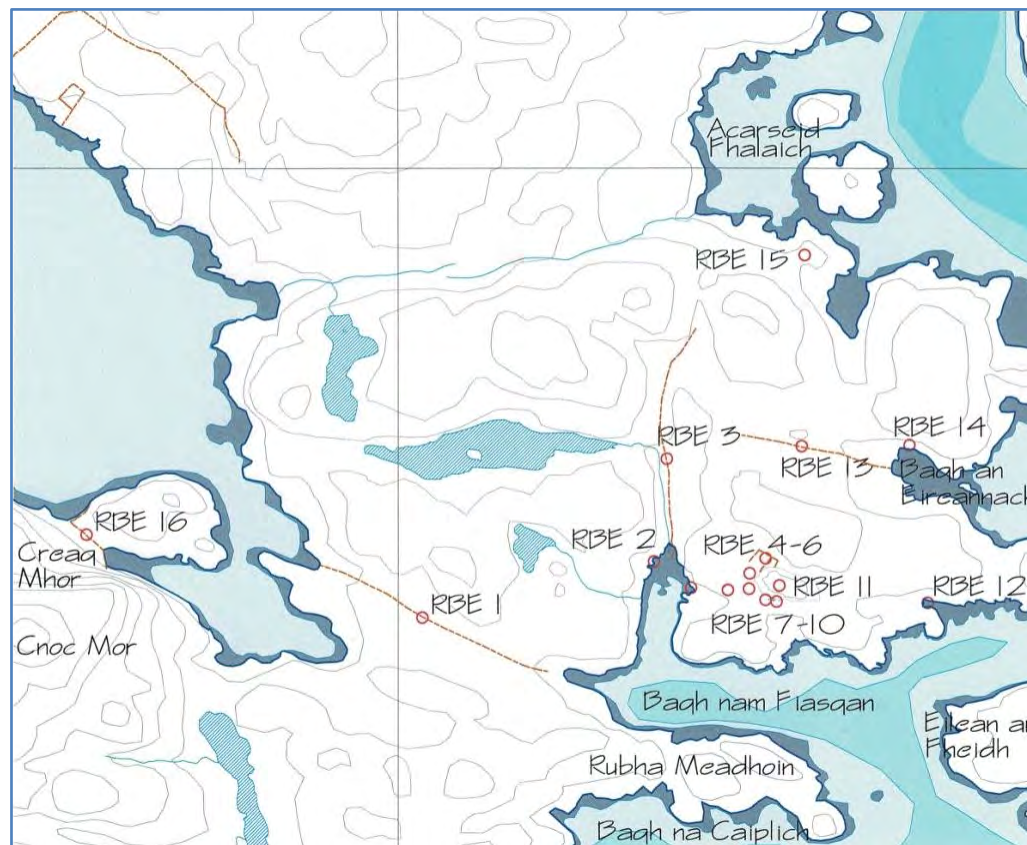 Acarseid
Fhalaich
RBE 15
RBE 3
RBE 14
RBE 13
Bagh an
Eireannach
RBE 16
Creag
Mhor
RBE 2
RBE 4-6
RBE 11
RBE 12
RBE 1
RBE 7-10
Cnoc Mor
Bagh nam Fiasgan
Eilean
Fheidh
Rubha Meadhoin
Bagh na Caiplich